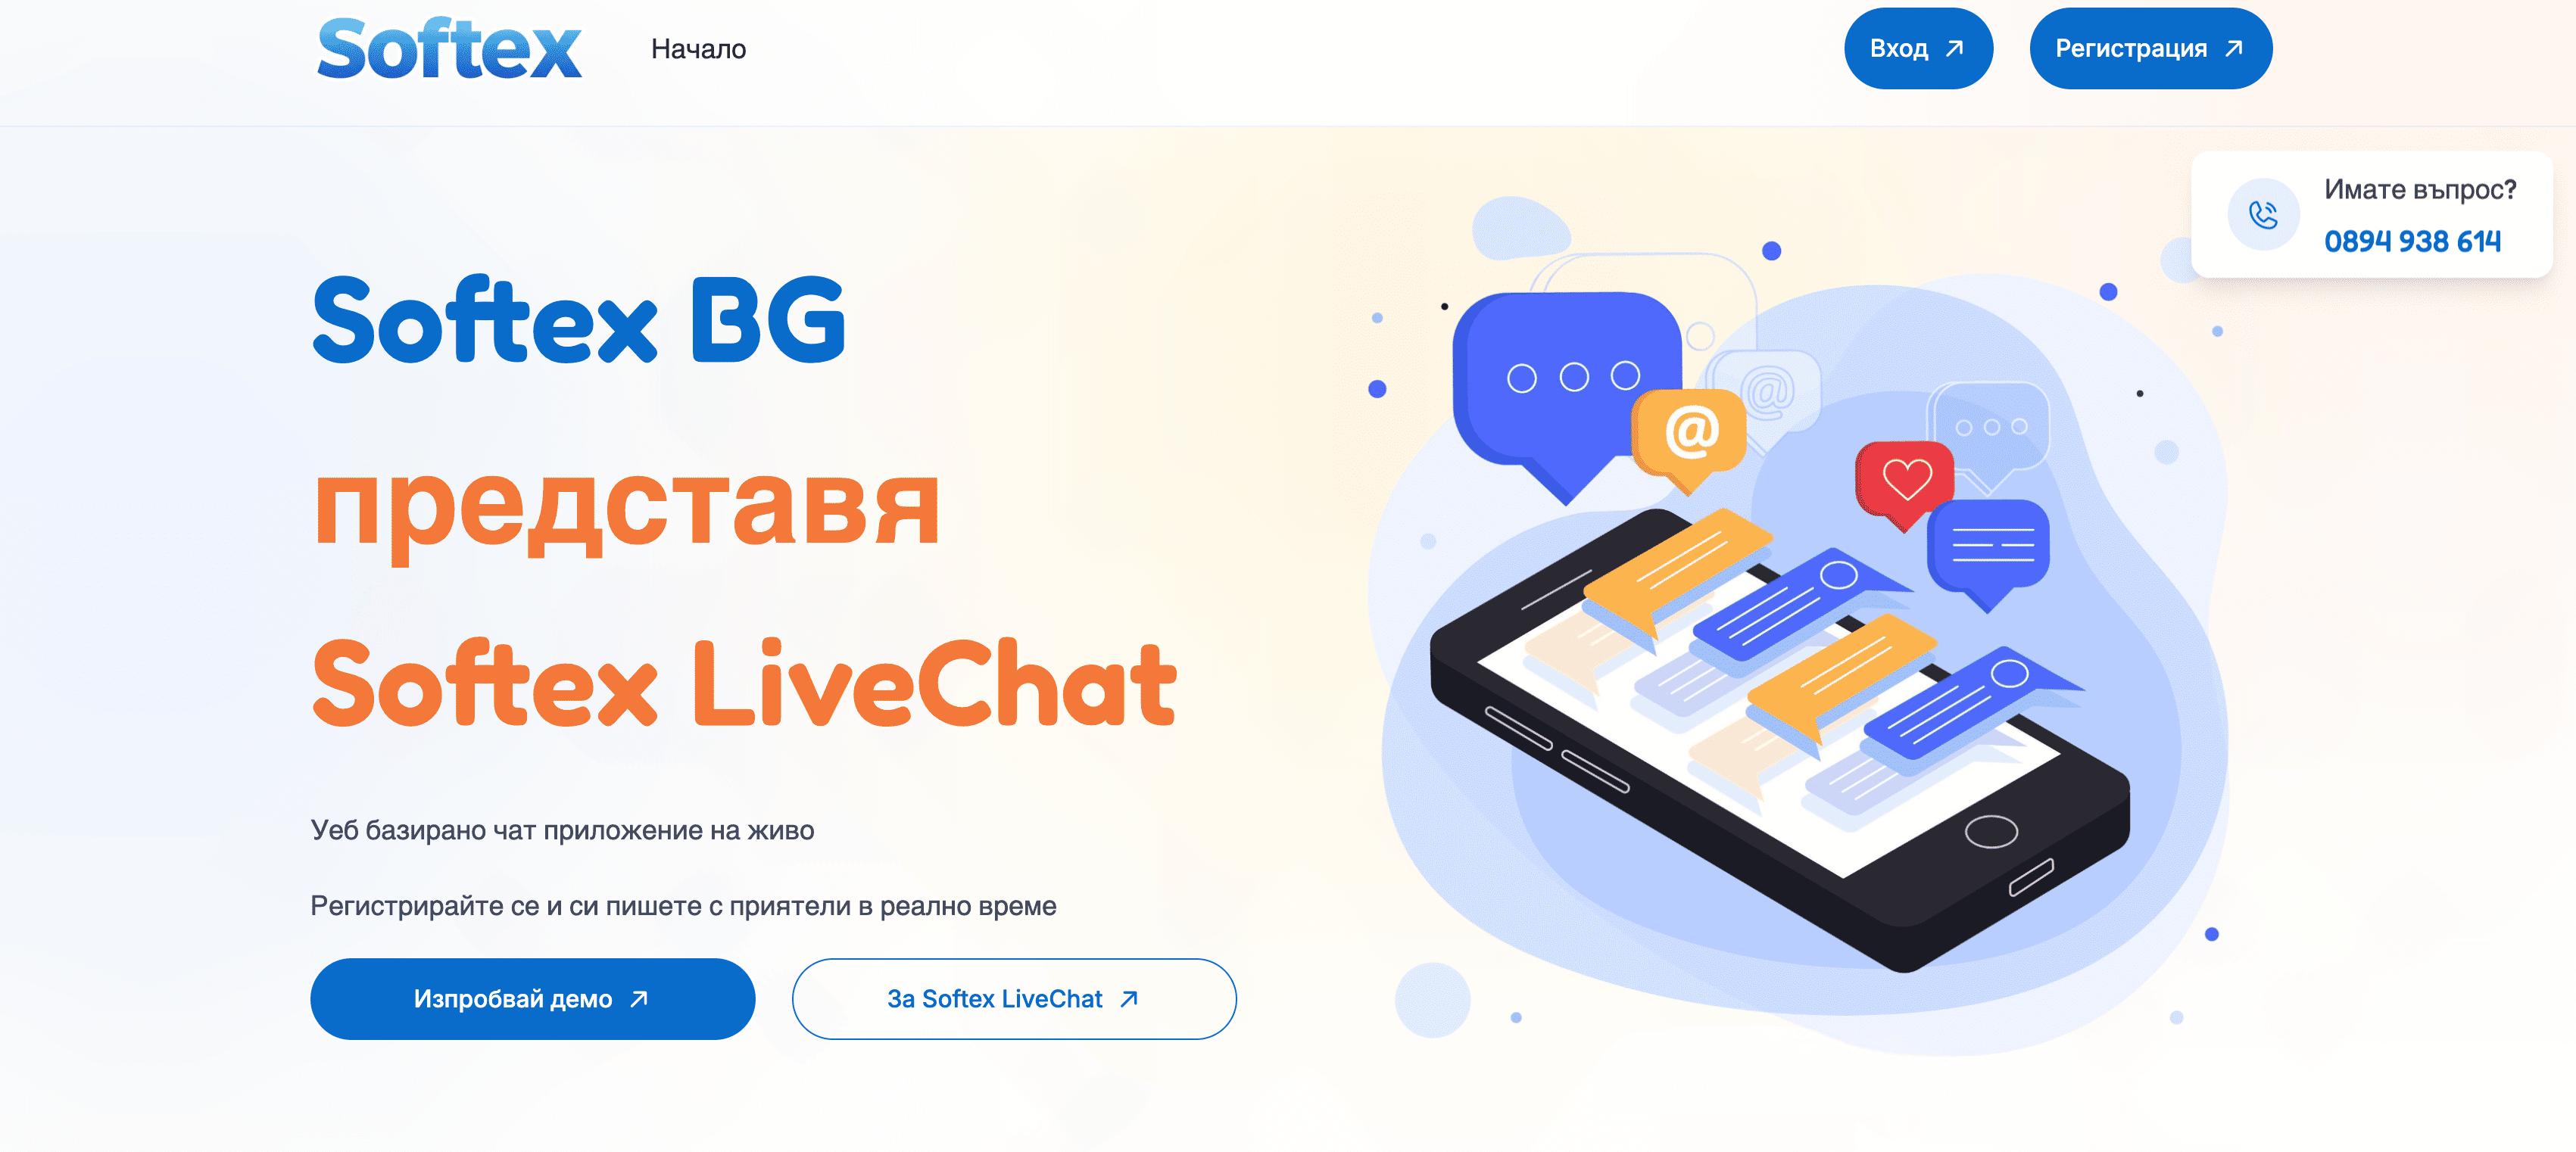 Softex
Начало
Вход
Регистрация
Имате въпрос?
0894 938 614
Softex BG
представя
Softex LiveChat
Уеб базирано чат приложение на живо
Регистрирайте се и си пишете с приятели в реално време
Изпробвай демо
За Softex LiveChat
@
@